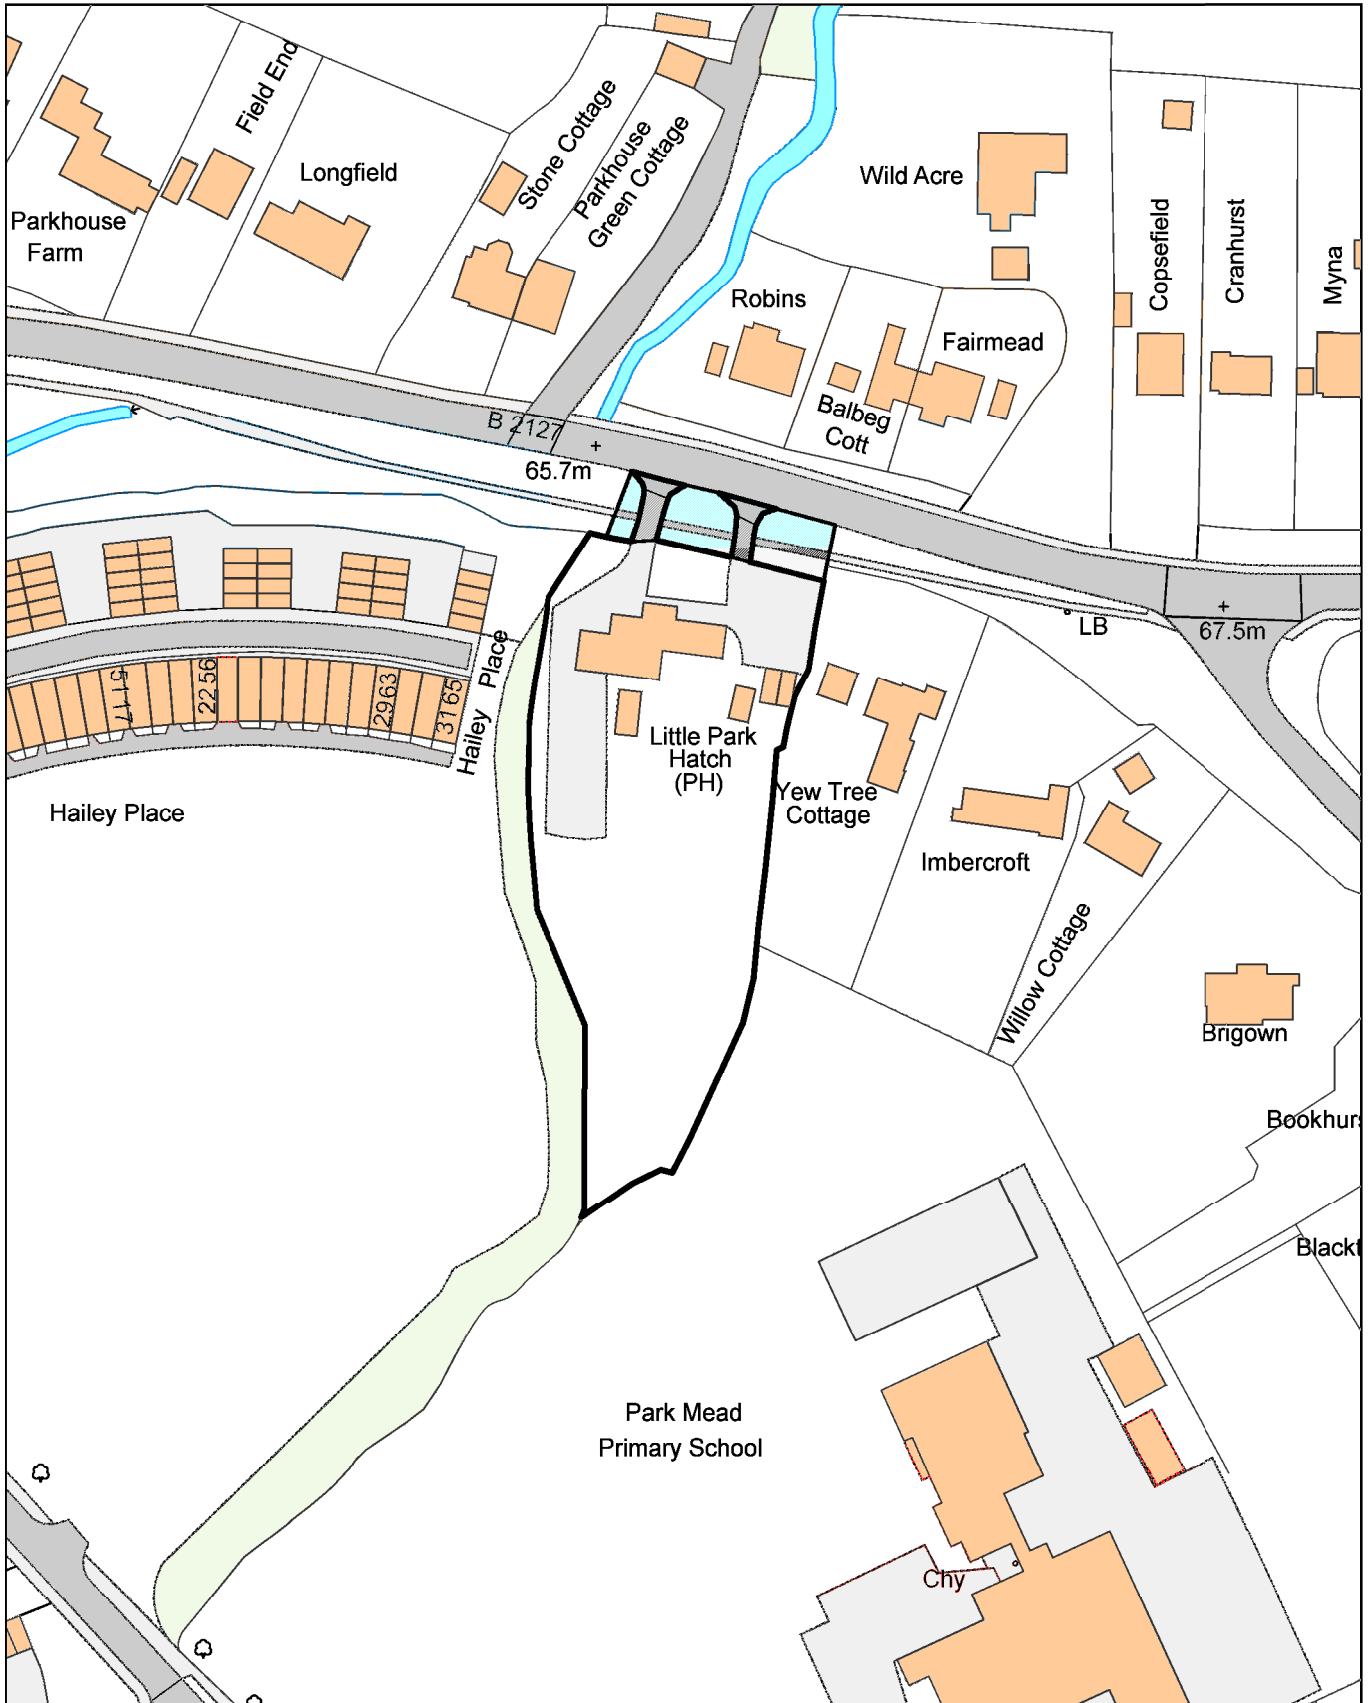 Field End
Longfield
Stone Cottage
Parkhouse
Green Cottage
Wild Acre
Parkhouse
Farm
Copsefield
Cranhurst
Myna
Robins
Fairmead
Balbeg
Cott
B 2127
65.7m
LB
67.5m
51
17
22
56
29
63
31
65
Hailey Place
Hailey Place
Little Park
Hatch
(PH)
Yew Tree
Cottage
Imbercroft
Willow Cottage
Brigown
Bookhurs
Blackf
Park Mead
Primary School
Chy